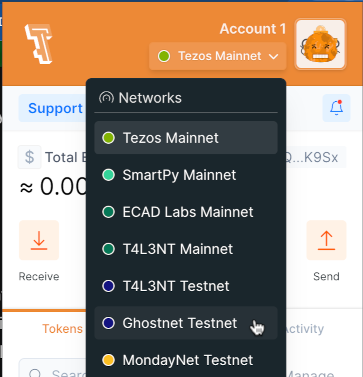 Account 1
Tezos Mainnet
Networks
Support
Tezos Mainnet
$ Total
Q...K9Sx
SmartPy Mainnet
≈ 0.00
ECAD Labs Mainnet
T4L3NT Mainnet
Receive
Send
T4L3NT Testnet
Tokens
Ghostnet Testnet
Activity
MondayNet Testnet
Manage